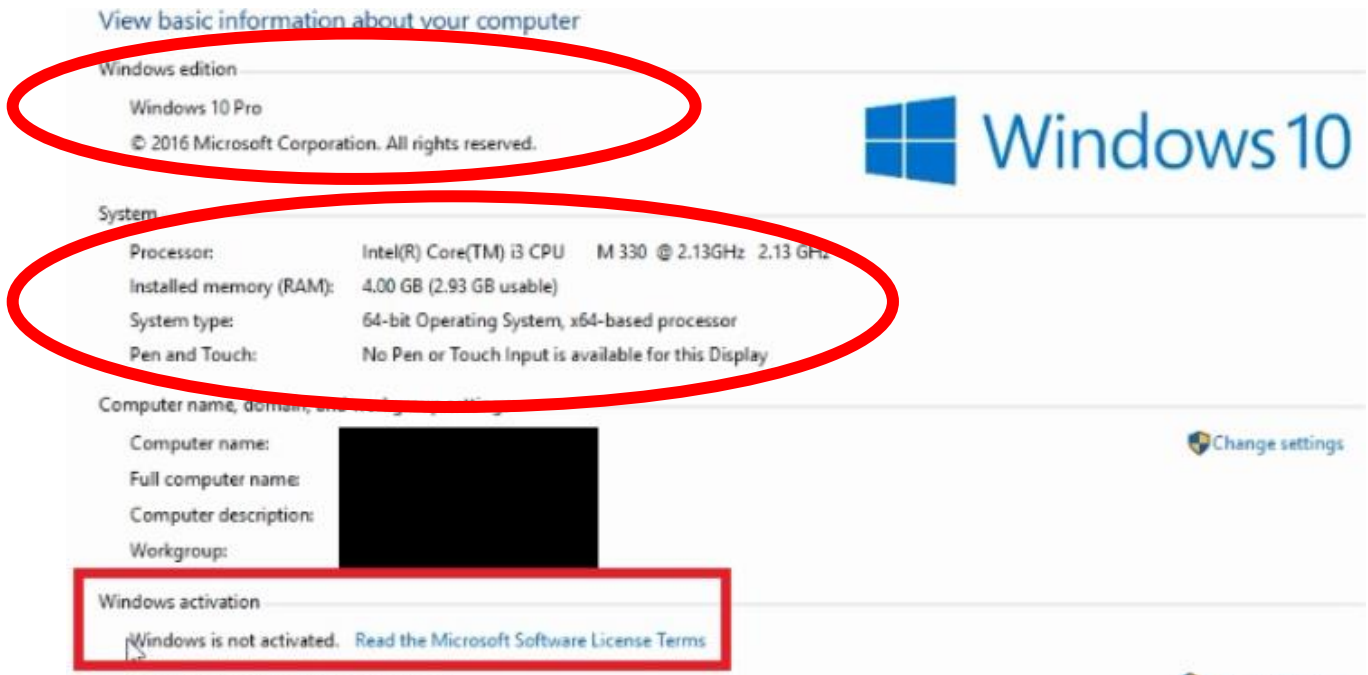 View basic information about your computer
Windows edition
Windows 10 Pro
© 2016 Microsoft Corporation. All rights reserved.
Windows 10
System
Processor: Intel(R) Core(TM) i3 CPU M 330 @ 2.13GHz 2.13 GHz
Installed memory (RAM): 4.00 GB (2.93 GB usable)
System type: 64-bit Operating System, x64-based processor
Pen and Touch: No Pen or Touch Input is available for this Display
Computer name, domain, and
Computer name:
Change settings
Full computer name:
Computer description:
Workgroup:
Windows activation
Windows is not activated. Read the Microsoft Software License Terms